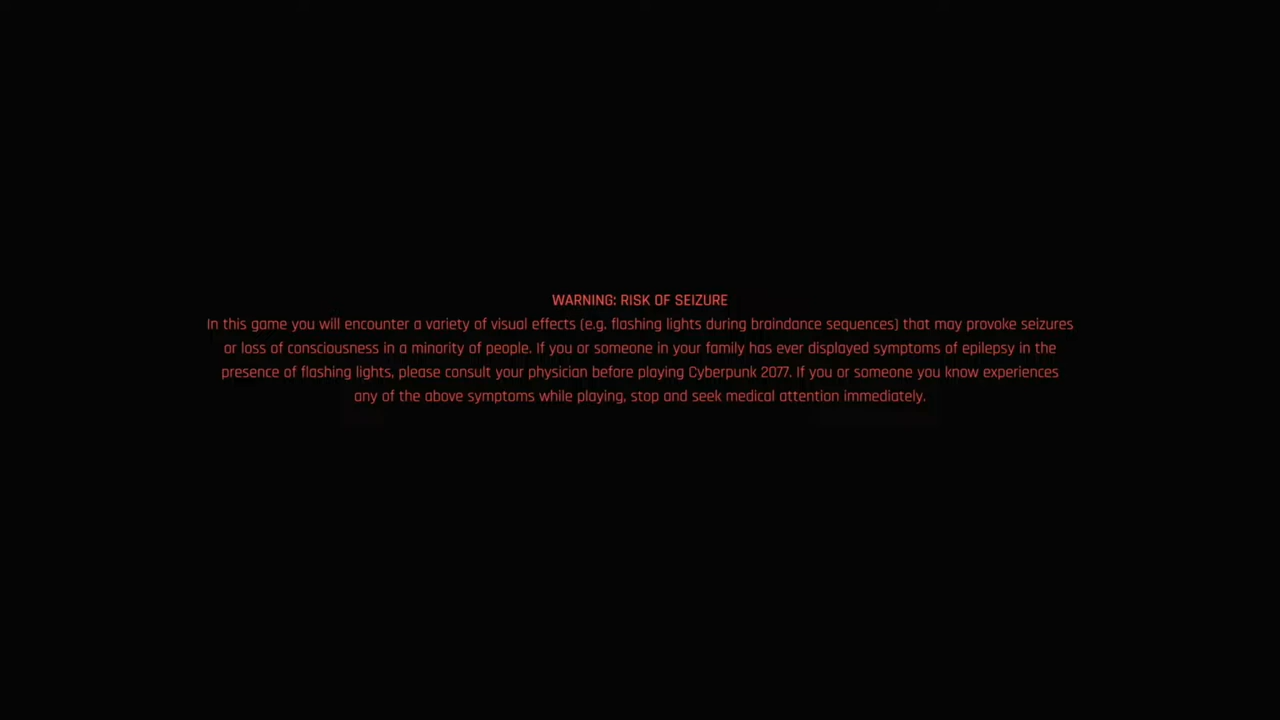 WARNING: RISK OF SEIZURE
In this game you will encounter a variety of visual effects (e.g. flashing lights during braindance sequences) that may provoke seizures
or loss of consciousness in a minority of people. If you or someone in your family has ever displayed symptoms of epilepsy in the
presence of flashing lights, please consult your physician before playing Cyberpunk 2077. If you or someone you know experiences
any of the above symptoms while playing, stop and seek medical attention immediately.